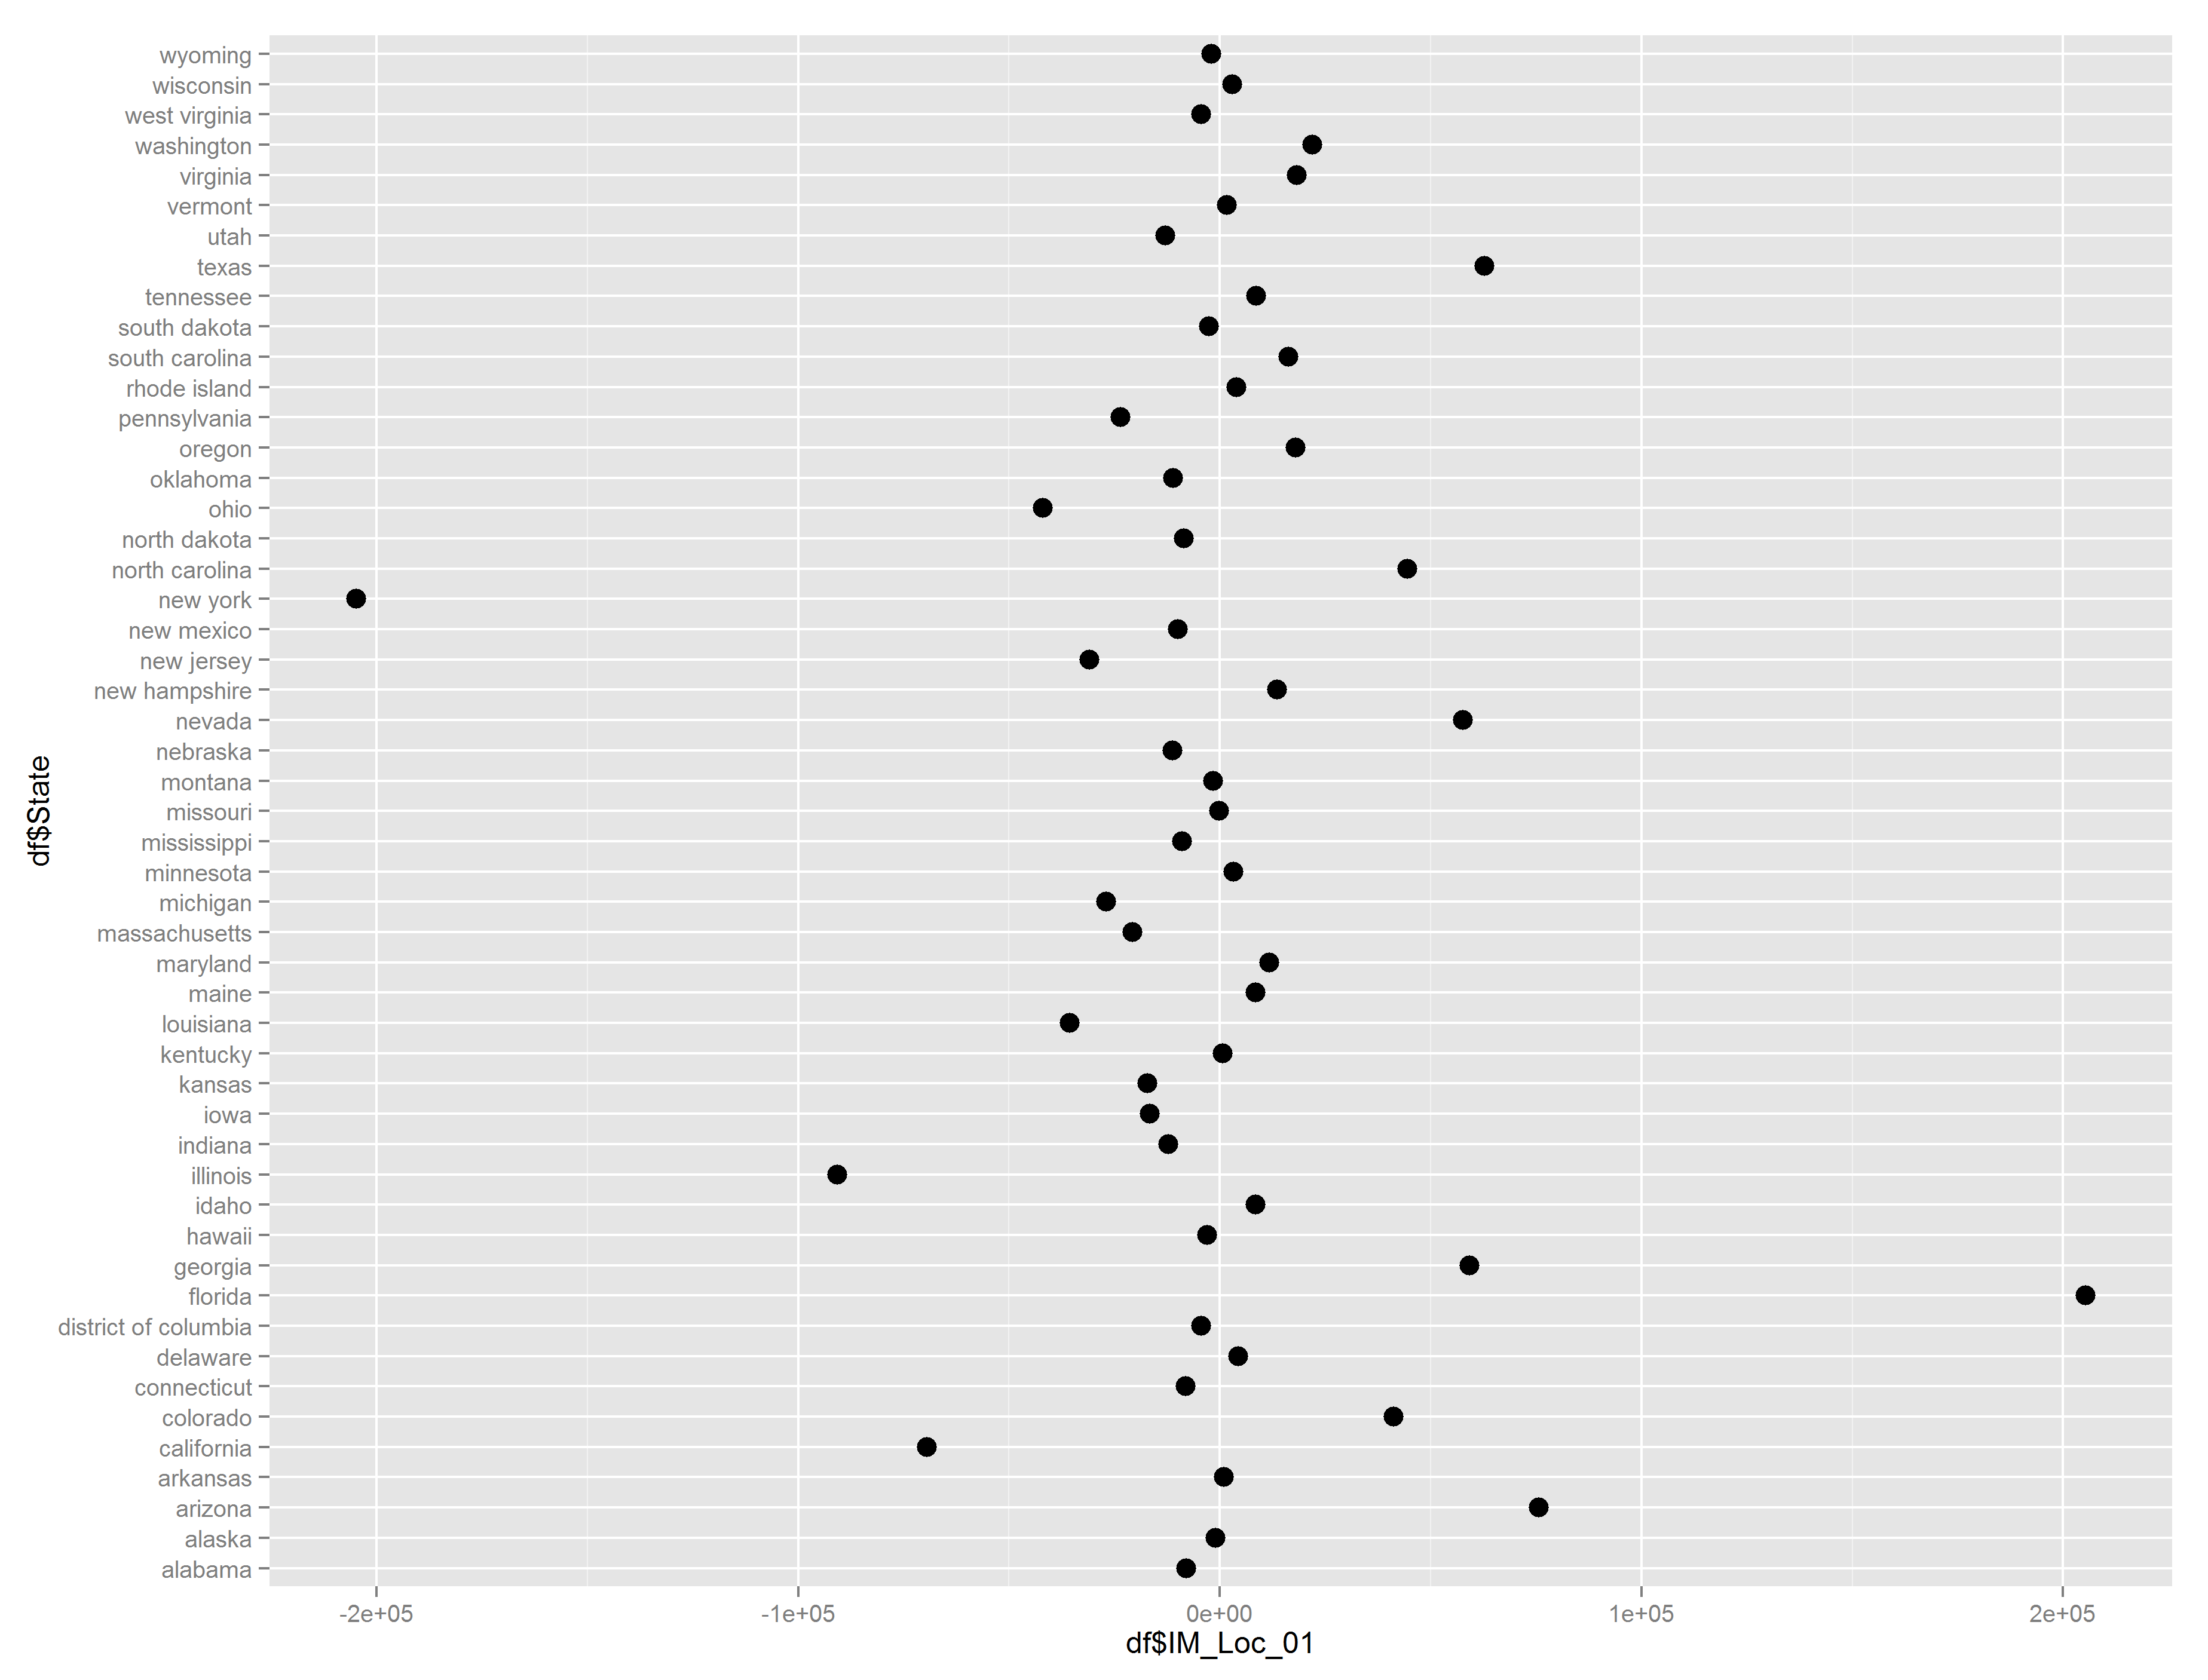 wyoming
wisconsin
west virginia
washington
virginia
vermont
utah
texas
tennessee
south dakota
south carolina
rhode island
pennsylvania
oregon
oklahoma
ohio
north dakota
north carolina
new york
new mexico
new jersey
new hampshire
nevada
nebraska
montana
missouri
mississippi
minnesota
michigan
massachusetts
maryland
maine
louisiana
kentucky
kansas
iowa
indiana
illinois
idaho
hawaii
georgia
florida
district of columbia
delaware
connecticut
colorado
california
arkansas
arizona
alaska
alabama
df$State
-2e+05 -1e+05 0e+00 1e+05 2e+05
df$IM_Loc_01